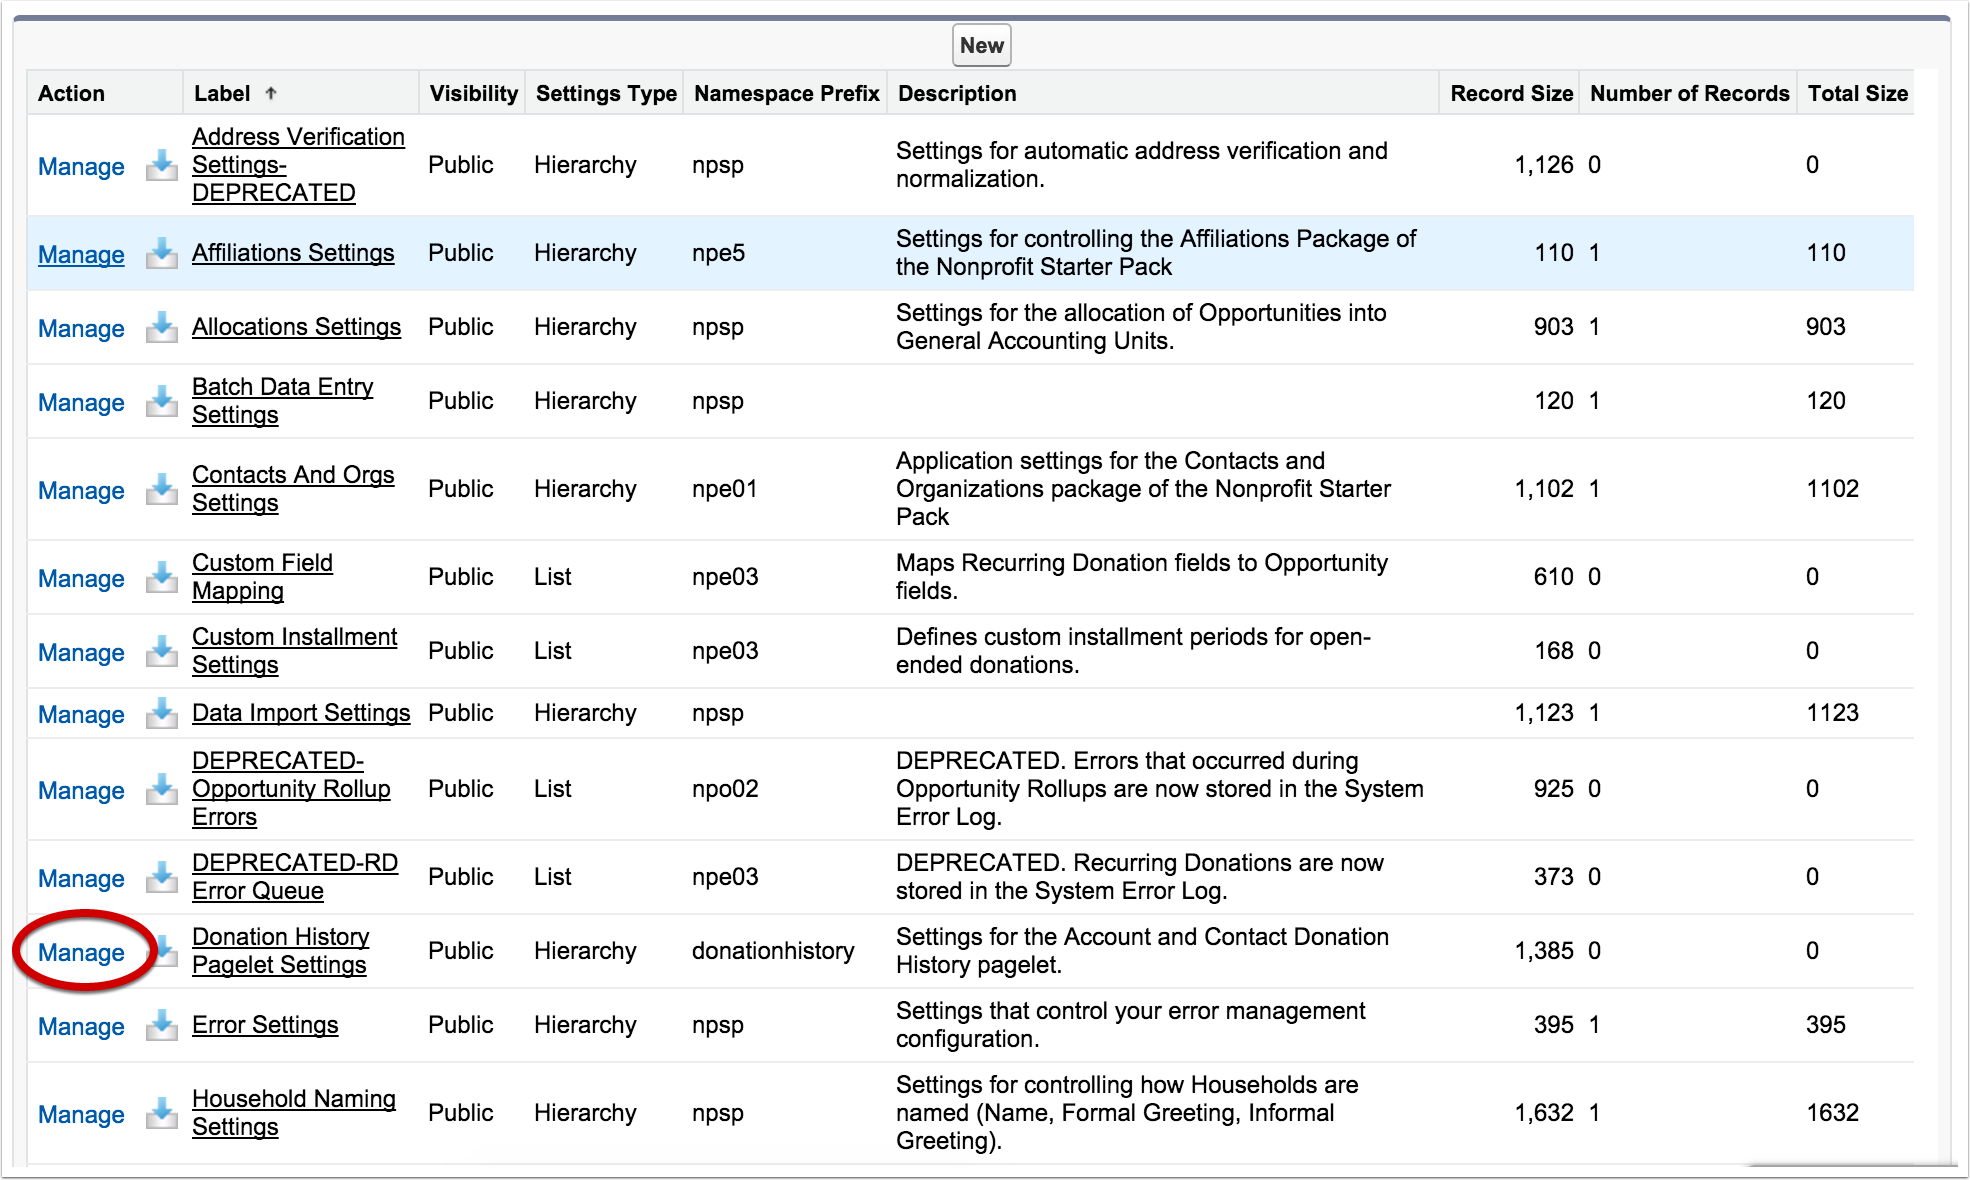 New
Action Label ↑ Visibility Settings Type Namespace Prefix Description Record Size Number of Records Total Size
Manage Address Verification Settings-DEPRECATED Public Hierarchy npsp Settings for automatic address verification and normalization. 1,126 0 0
Manage Affiliations Settings Public Hierarchy npe5 Settings for controlling the Affiliations Package of the Nonprofit Starter Pack 110 1 110
Manage Allocations Settings Public Hierarchy npsp Settings for the allocation of Opportunities into General Accounting Units. 903 1 903
Manage Batch Data Entry Settings Public Hierarchy npsp 120 1 120
Manage Contacts And Orgs Settings Public Hierarchy npe01 Application settings for the Contacts and Organizations package of the Nonprofit Starter Pack 1,102 1 1102
Manage Custom Field Mapping Public List npe03 Maps Recurring Donation fields to Opportunity fields. 610 0 0
Manage Custom Installment Settings Public List npe03 Defines custom installment periods for open-ended donations. 168 0 0
Manage Data Import Settings Public Hierarchy npsp 1,123 1 1123
Manage DEPRECATED-Opportunity Rollup Errors Public List npo02 DEPRECATED. Errors that occurred during Opportunity Rollups are now stored in the System Error Log. 925 0 0
Manage DEPRECATED-RD Error Queue Public List npe03 DEPRECATED. Recurring Donations are now stored in the System Error Log. 373 0 0
Manage Donation History Pagelet Settings Public Hierarchy donationhistory Settings for the Account and Contact Donation History pagelet. 1,385 0 0
Manage Error Settings Public Hierarchy npsp Settings that control your error management configuration. 395 1 395
Manage Household Naming Settings Public Hierarchy npsp Settings for controlling how Households are named (Name, Formal Greeting, Informal Greeting). 1,632 1 1632